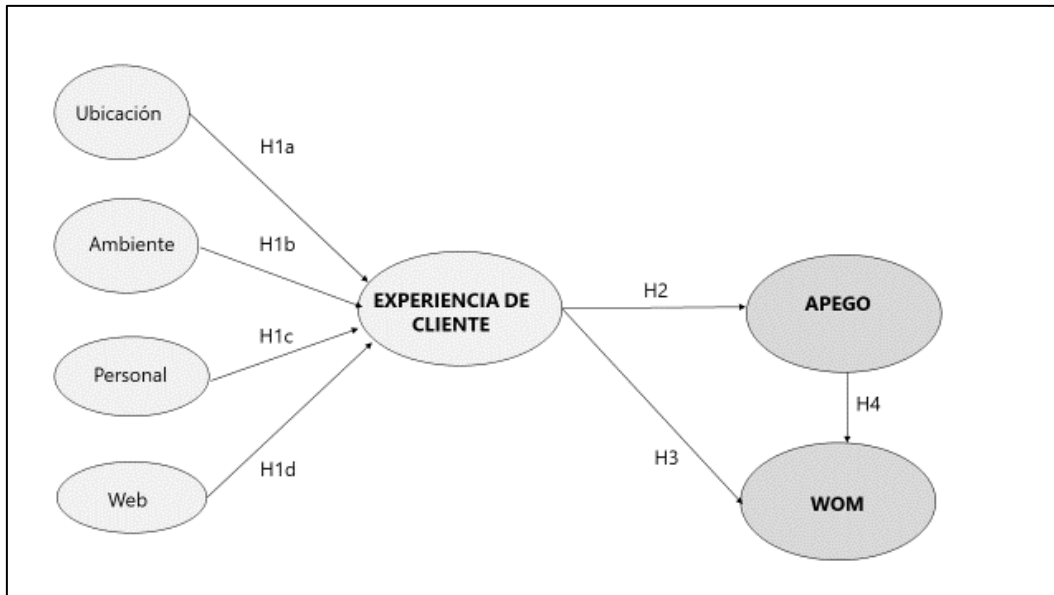 Ubicación
H1a
Ambiente
H1b
EXPERIENCIA DE
CLIENTE
H2
APEGO
Personal
H1c
H4
Web
H1d
H3
WOM